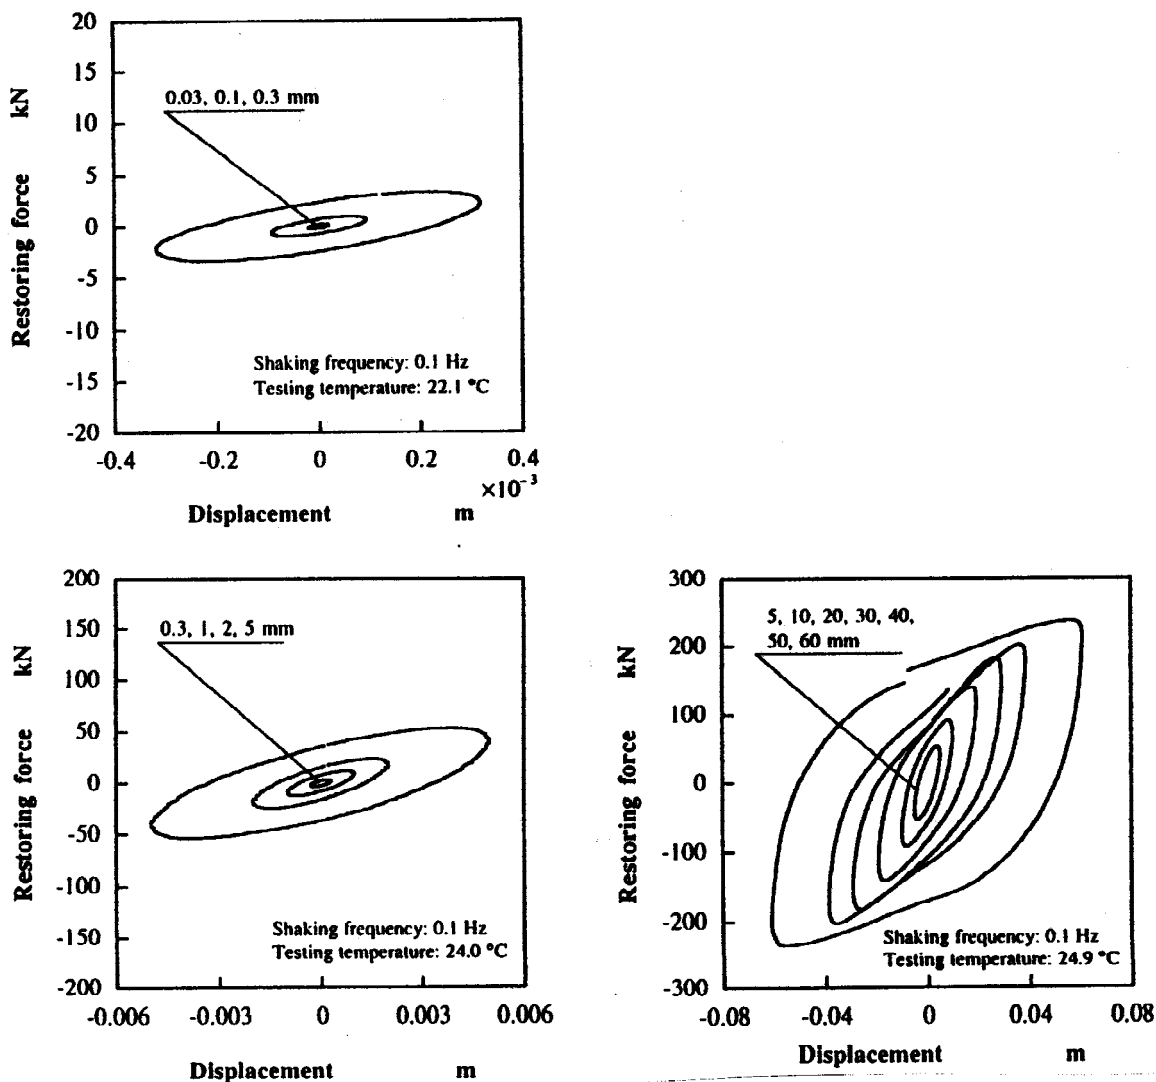 20
15
10
5
0
-5
-10
-15
-20
Restoring force kN
0.03, 0.1, 0.3 mm
Shaking frequency: 0.1 Hz
Testing temperature: 22.1 °C
-0.4 -0.2 0 0.2 0.4
×10⁻³
Displacement m
200
150
100
50
0
-50
-100
-150
-200
Restoring force kN
0.3, 1, 2, 5 mm
Shaking frequency: 0.1 Hz
Testing temperature: 24.0 °C
-0.006 -0.003 0 0.003 0.006
Displacement m
300
200
100
0
-100
-200
-300
Restoring force kN
5, 10, 20, 30, 40,
50, 60 mm
Shaking frequency: 0.1 Hz
Testing temperature: 24.9 °C
-0.08 -0.04 0 0.04 0.08
Displacement m